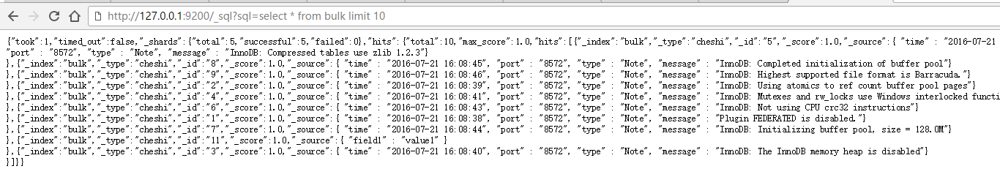 http://127.0.0.1:9200/_sql?sql=select * from bulk limit 10
{"took":1,"timed_out":false,"_shards":{"total":5,"successful":5,"failed":0},"hits":{"total":10,"max_score":1.0,"hits":[{"_index":"bulk","_type":"cheshi","_id":"5","_score":1.0,"_source":{ "time" : "2016-07-21
"port" : "8572", "type" : "Note", "message" : "InnoDB: Compressed tables use zlib 1.2.3"}
},{"_index":"bulk","_type":"cheshi","_id":"8","_score":1.0,"_source":{ "time" : "2016-07-21 16:08:45", "port" : "8572", "type" : "Note", "message" : "InnoDB: Completed initialization of buffer pool"}
},{"_index":"bulk","_type":"cheshi","_id":"9","_score":1.0,"_source":{ "time" : "2016-07-21 16:08:46", "port" : "8572", "type" : "Note", "message" : "InnoDB: Highest supported file format is Barracuda."}
},{"_index":"bulk","_type":"cheshi","_id":"2","_score":1.0,"_source":{ "time" : "2016-07-21 16:08:39", "port" : "8572", "type" : "Note", "message" : "InnoDB: Using atomics to ref count buffer pool pages"}
},{"_index":"bulk","_type":"cheshi","_id":"4","_score":1.0,"_source":{ "time" : "2016-07-21 16:08:41", "port" : "8572", "type" : "Note", "message" : "InnoDB: Mutexes and rw_locks use Windows interlocked functi
},{"_index":"bulk","_type":"cheshi","_id":"6","_score":1.0,"_source":{ "time" : "2016-07-21 16:08:43", "port" : "8572", "type" : "Note", "message" : "InnoDB: Not using CPU crc32 instructions"}
},{"_index":"bulk","_type":"cheshi","_id":"1","_score":1.0,"_source":{ "time" : "2016-07-21 16:08:38", "port" : "8572", "type" : "Note", "message" : "Plugin FEDERATED is disabled."}
},{"_index":"bulk","_type":"cheshi","_id":"7","_score":1.0,"_source":{ "time" : "2016-07-21 16:08:44", "port" : "8572", "type" : "Note", "message" : "InnoDB: Initializing buffer pool, size = 128.0M"}
},{"_index":"bulk","_type":"cheshi","_id":"11","_score":1.0,"_source":{ "field1" : "value1" }
},{"_index":"bulk","_type":"cheshi","_id":"3","_score":1.0,"_source":{ "time" : "2016-07-21 16:08:40", "port" : "8572", "type" : "Note", "message" : "InnoDB: The InnoDB memory heap is disabled"}
}]}}